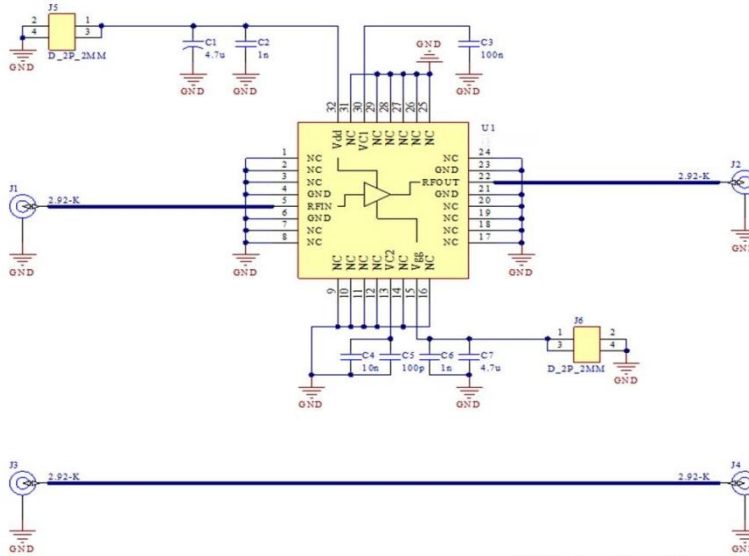 J5
2
4
1
3
D_2P_2MM
GND
C1
4.7u
GND
C2
1n
GND
GND
C3
100n
GND
32
31
30
29
28
27
26
25
Vdd
NC
VC1
NC
NC
NC
NC
NC
U1
1 NC
2 NC
3 NC
4 GND
5 RFIN
6 GND
7 NC
8 NC
NC 24
GND 23
RFOUT 22
GND 21
NC 20
NC 19
NC 18
NC 17
J1
2.92-K
GND
J2
2.92-K
GND
GND
GND
NC
NC
NC
NC
VC2
NC
VGG
NC
9
10
11
12
13
14
15
16
C4
10n
C5
100p
C6
1n
C7
4.7u
GND
GND
J6
1
3
2
4
D_2P_2MM
GND
J3
2.92-K
GND
2.92-K
J4
GND